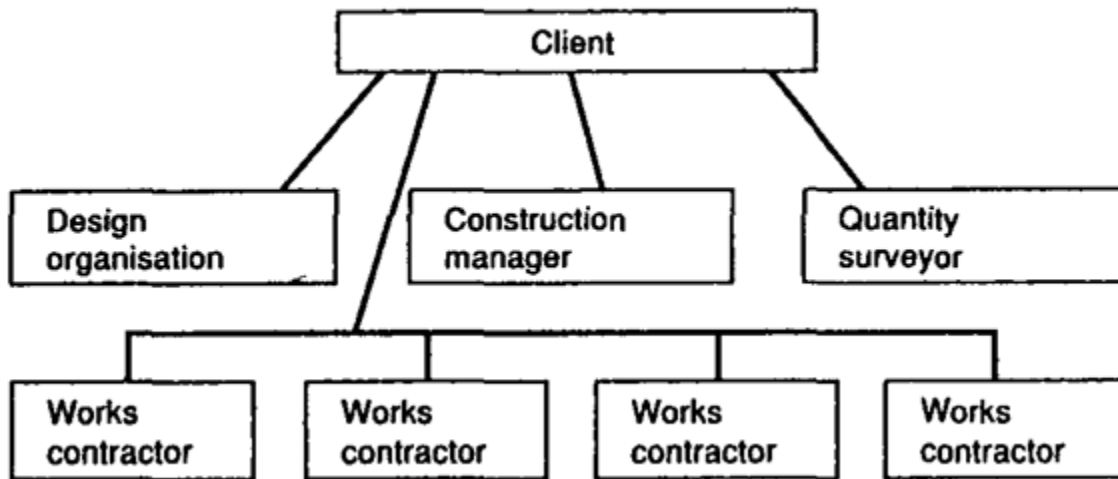 Client
Design
organisation
Construction
manager
Quantity
surveyor
Works
contractor
Works
contractor
Works
contractor
Works
contractor